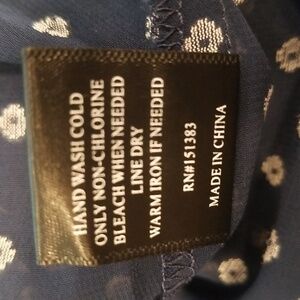 HAND WASH COLD
ONLY NON-CHLORINE
BLEACH WHEN NEEDED
LINE DRY
WARM IRON IF NEEDED
RN#151383
MADE IN CHINA